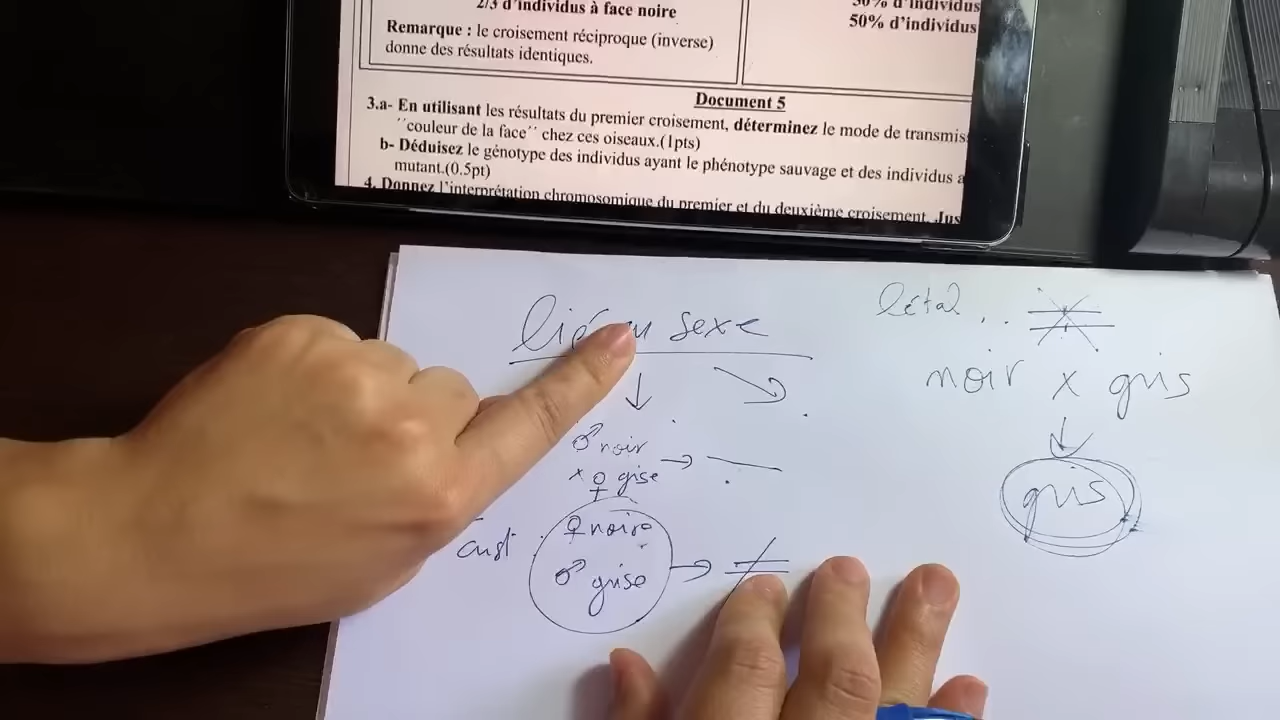 2/3 d'individus à face noire
Remarque : le croisement réciproque (inverse)
donne des résultats identiques.
50% d'individus
50% d'individus
Document 5
3.a- En utilisant les résultats du premier croisement, déterminez le mode de transmis
´´couleur de la face´´ chez ces oiseaux.(1pts)
b- Déduisez le génotype des individus ayant le phénotype sauvage et des individus a
mutant.(0.5pt)
4. Donnez l'interprétation chromosomique du premier et du deuxième croisement. Jus
létal . . ≠
lié au sexe
noir x gris
gris
♂ noir →
x ♀ gise
♀ noire
♂ grise → ≠